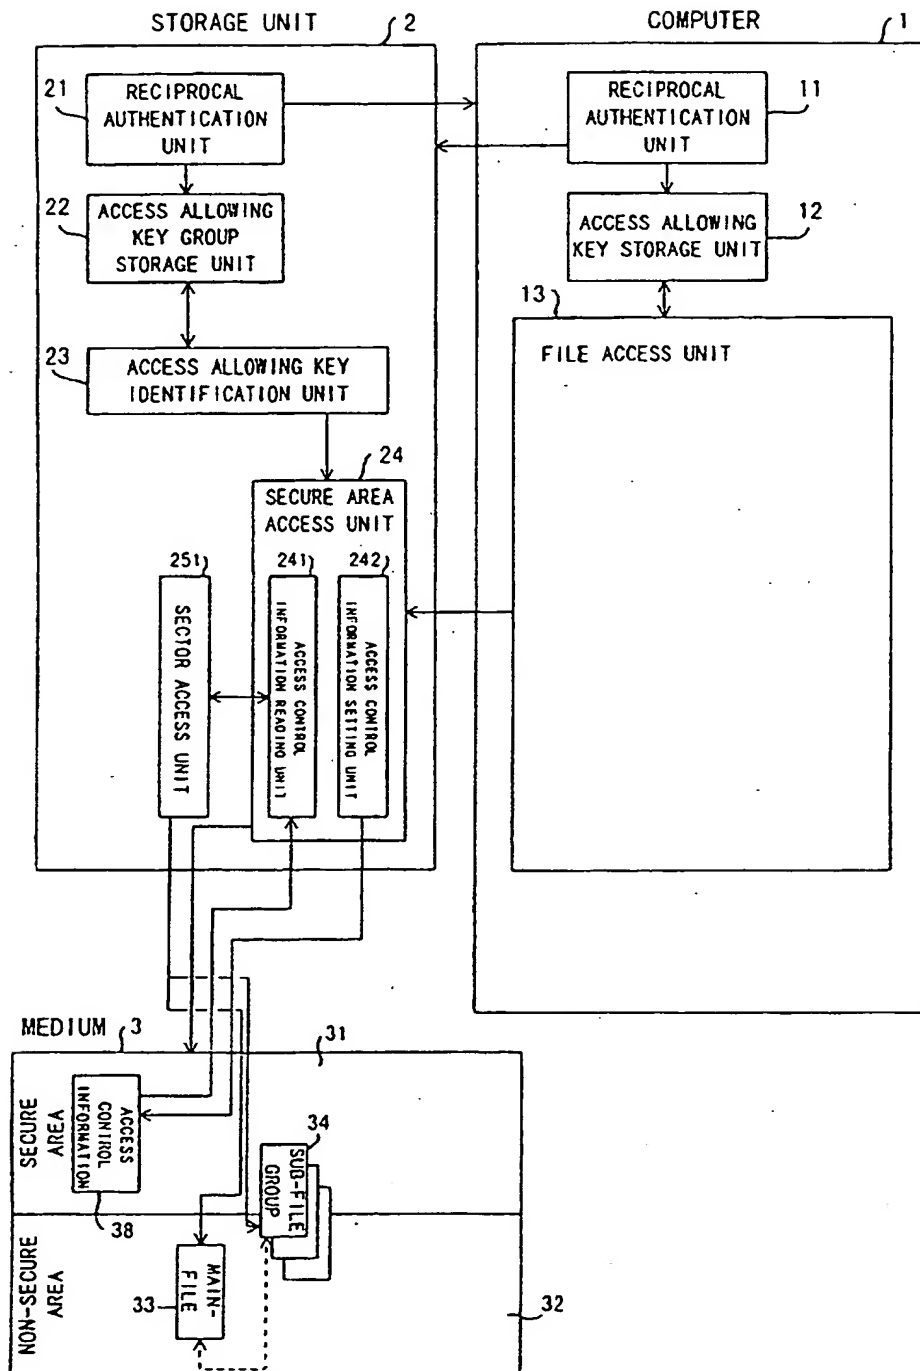 STORAGE UNIT
2
COMPUTER
1
21
RECIPROCAL
AUTHENTICATION
UNIT
RECIPROCAL
AUTHENTICATION
UNIT
11
22
ACCESS ALLOWING
KEY GROUP
STORAGE UNIT
ACCESS ALLOWING
KEY STORAGE UNIT
12
13
FILE ACCESS UNIT
23
ACCESS ALLOWING KEY
IDENTIFICATION UNIT
24
SECURE AREA
ACCESS UNIT
251
241
242
SECTOR ACCESS UNIT
ACCESS CONTROL
INFORMATION READING UNIT
ACCESS CONTROL
INFORMATION SETTING UNIT
MEDIUM
3
31
SECURE
AREA
ACCESS
CONTROL
INFORMATION
38
34
SUB-FILE
GROUP
NON-SECURE
AREA
33
MAIN-
FILE
32